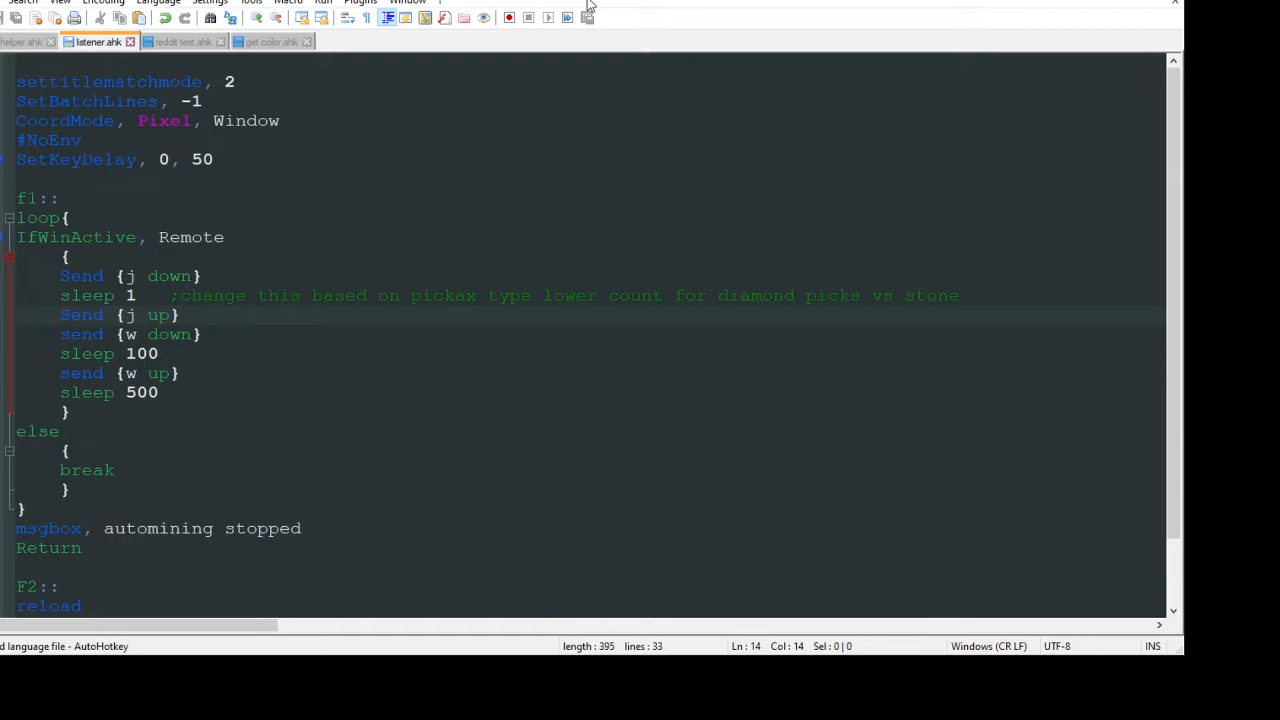 Search View Encoding Language Settings Tools Macro Run Plugins Window ?
helper.ahk listener.ahk reddit test.ahk get color.ahk
settitlematchmode, 2
SetBatchLines, -1
CoordMode, Pixel, Window
#NoEnv
SetKeyDelay, 0, 50
f1::
loop{
IfWinActive, Remote
{
Send {j down}
sleep 1 ;change this based on pickax type lower count for diamond picks vs stone
Send {j up}
send {w down}
sleep 100
send {w up}
sleep 500
}
else
{
break
}
}
msgbox, automining stopped
Return
F2::
reload
d language file - AutoHotkey length : 395 lines : 33 Ln : 14 Col : 14 Sel : 0 | 0 Windows (CR LF) UTF-8 INS